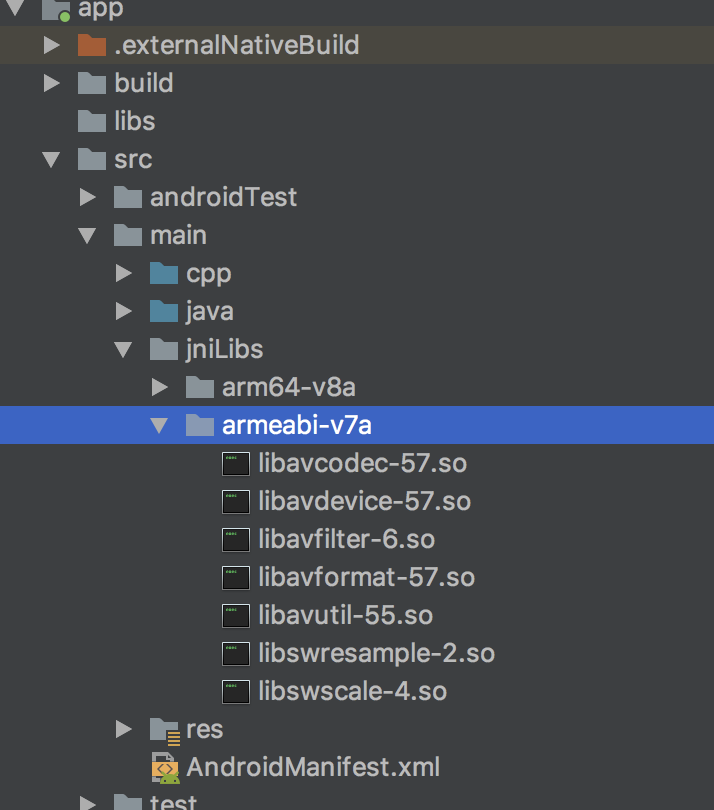 app
.externalNativeBuild
build
libs
src
androidTest
main
cpp
java
jniLibs
arm64-v8a
armeabi-v7a
libavcodec-57.so
libavdevice-57.so
libavfilter-6.so
libavformat-57.so
libavutil-55.so
libswresample-2.so
libswscale-4.so
res
AndroidManifest.xml
test